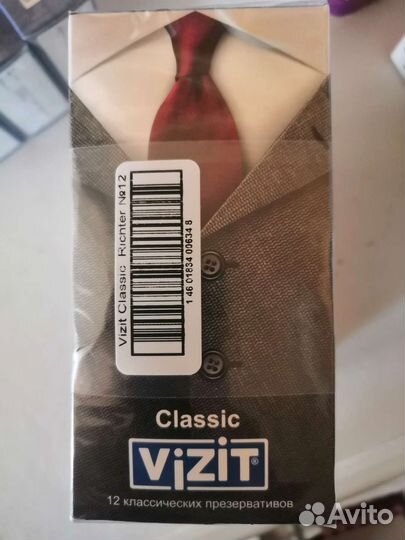 Vizit Classic Richter №12
1 46 01834 00634 8
Classic
ViZiT®
12 классических презервативов
Avito